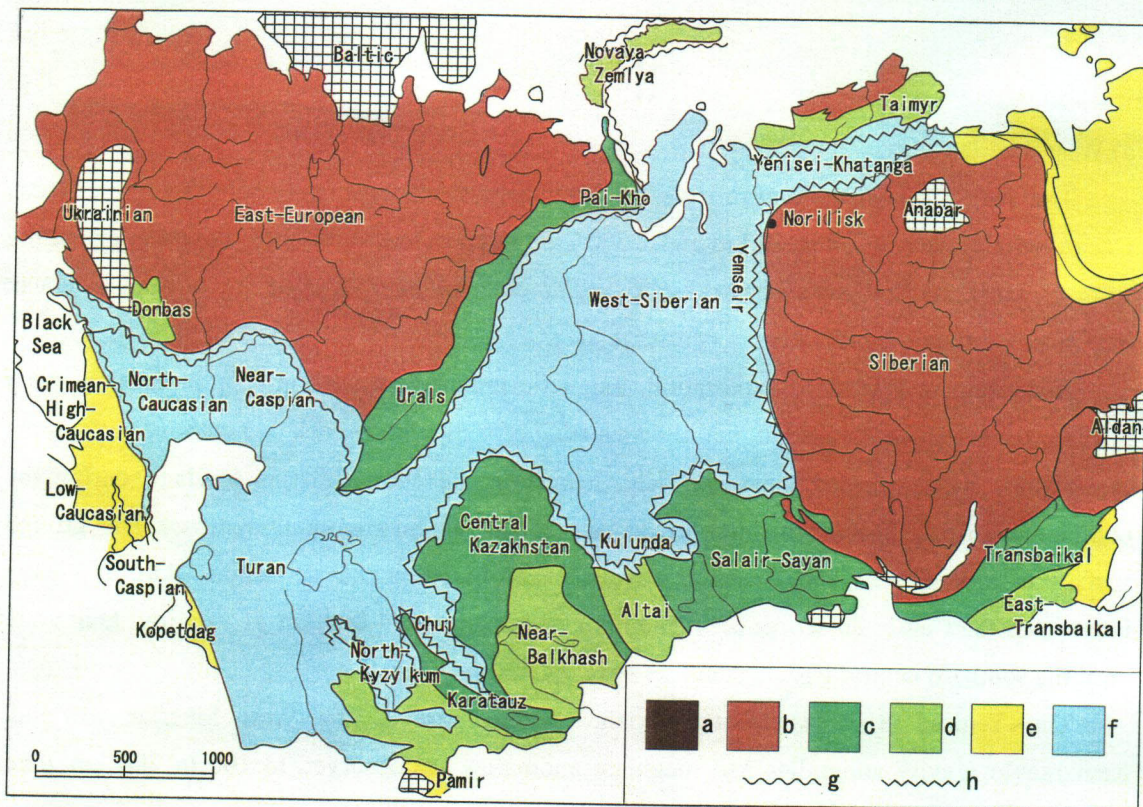 Baltic
Novaya
Zemlya
Taimyr
Yenisei-Khatanga
Pai-Kho
Ukrainian
East-European
Anabar
Norilisk
Yemseir
Donbas
West-Siberian
Black
Sea
Siberian
North-
Caucasian
Near-
Caspian
Crimean-
High-
Caucasian
Urals
Aldan
Low-
Caucasian
Central
Kazakhstan
Kulunda
Salair-Sayan
Transbaikal
South-
Caspian
Turan
Altai
East-
Transbaikal
Kopetdag
Chui
North-
Kyzylkum
Near-
Balkhash
Karatauz
Pamir
0 500 1000
a b c d e f
g h